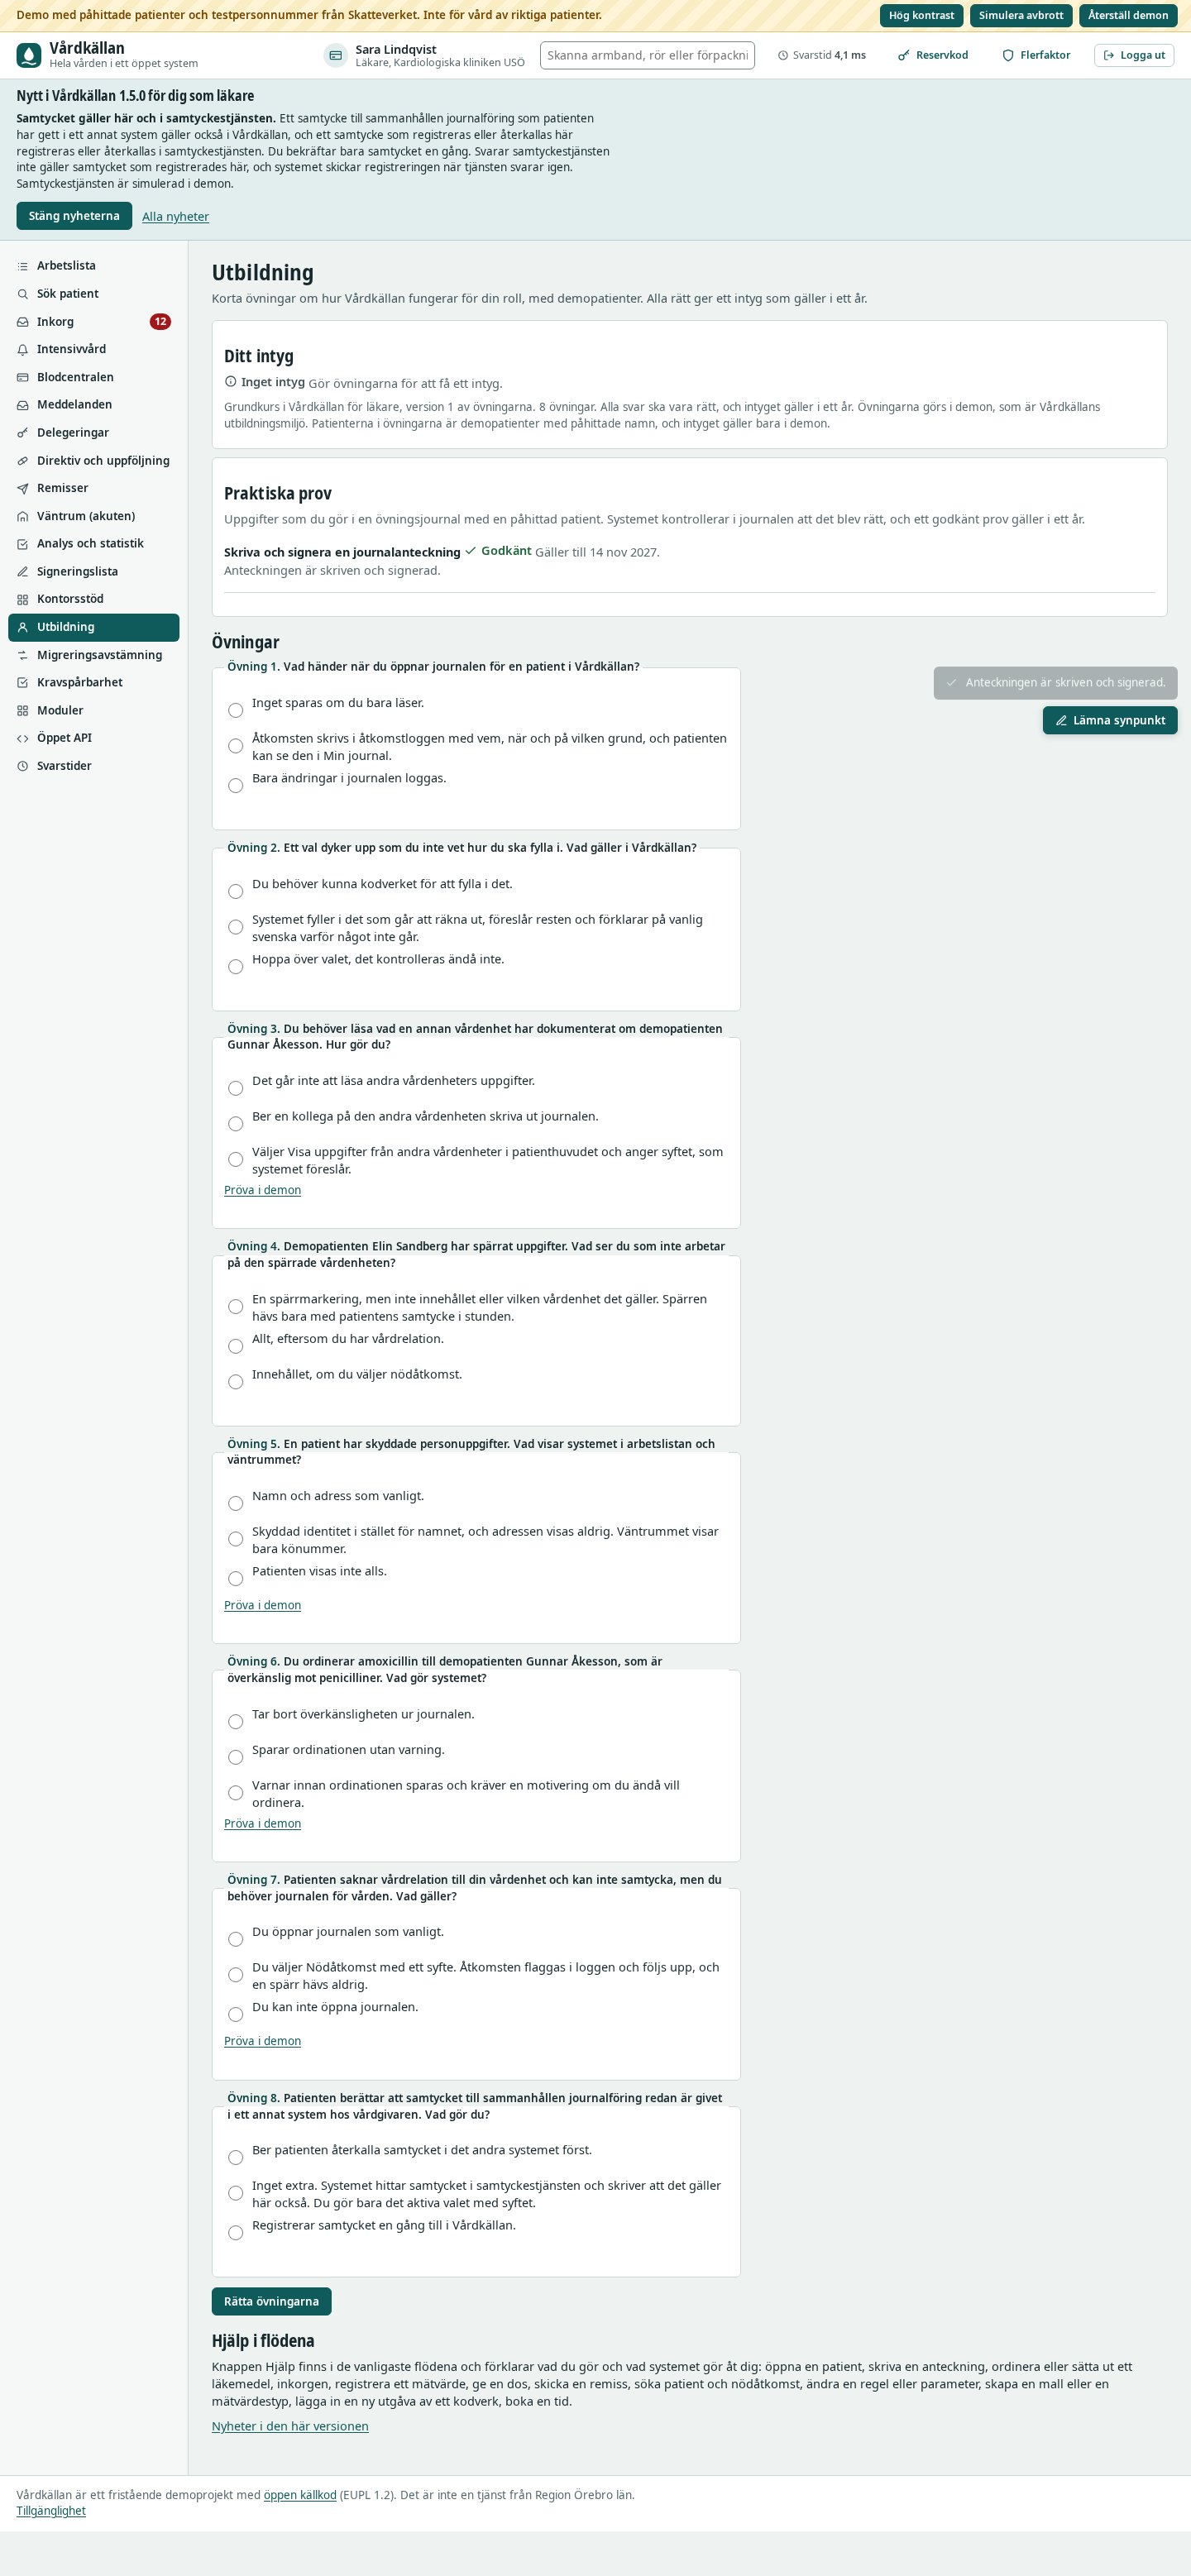 Demo med påhittade patienter och testpersonnummer från Skatteverket. Inte för vård av riktiga patienter.
Hög kontrast
Simulera avbrott
Återställ demon
Vårdkällan
Hela vården i ett öppet system
Sara Lindqvist
Läkare, Kardiologiska kliniken USÖ
Skanna armband, rör eller förpackni
Svarstid 4,1 ms
Reservkod
Flerfaktor
Logga ut
Nytt i Vårdkällan 1.5.0 för dig som läkare
Samtycket gäller här och i samtyckestjänsten. Ett samtycke till sammanhållen journalföring som patienten
har gett i ett annat system gäller också i Vårdkällan, och ett samtycke som registreras eller återkallas här
registreras eller återkallas i samtyckestjänsten. Du bekräftar bara samtycket en gång. Svarar samtyckestjänsten
inte gäller samtycket som registrerades här, och systemet skickar registreringen när tjänsten svarar igen.
Samtyckestjänsten är simulerad i demon.
Stäng nyheterna
Alla nyheter
Arbetslista
Sök patient
Inkorg
12
Intensivvård
Blodcentralen
Meddelanden
Delegeringar
Direktiv och uppföljning
Remisser
Väntrum (akuten)
Analys och statistik
Signeringslista
Kontorsstöd
Utbildning
Migreringsavstämning
Kravspårbarhet
Moduler
Öppet API
Svarstider
Utbildning
Korta övningar om hur Vårdkällan fungerar för din roll, med demopatienter. Alla rätt ger ett intyg som gäller i ett år.
Ditt intyg
Inget intyg Gör övningarna för att få ett intyg.
Grundkurs i Vårdkällan för läkare, version 1 av övningarna. 8 övningar. Alla svar ska vara rätt, och intyget gäller i ett år. Övningarna görs i demon, som är Vårdkällans
utbildningsmiljö. Patienterna i övningarna är demopatienter med påhittade namn, och intyget gäller bara i demon.
Praktiska prov
Uppgifter som du gör i en övningsjournal med en påhittad patient. Systemet kontrollerar i journalen att det blev rätt, och ett godkänt prov gäller i ett år.
Skriva och signera en journalanteckning Godkänt Gäller till 14 nov 2027.
Anteckningen är skriven och signerad.
Övningar
Övning 1. Vad händer när du öppnar journalen för en patient i Vårdkällan?
Inget sparas om du bara läser.
Åtkomsten skrivs i åtkomstloggen med vem, när och på vilken grund, och patienten
kan se den i Min journal.
Bara ändringar i journalen loggas.
Anteckningen är skriven och signerad.
Lämna synpunkt
Övning 2. Ett val dyker upp som du inte vet hur du ska fylla i. Vad gäller i Vårdkällan?
Du behöver kunna kodverket för att fylla i det.
Systemet fyller i det som går att räkna ut, föreslår resten och förklarar på vanlig
svenska varför något inte går.
Hoppa över valet, det kontrolleras ändå inte.
Övning 3. Du behöver läsa vad en annan vårdenhet har dokumenterat om demopatienten
Gunnar Åkesson. Hur gör du?
Det går inte att läsa andra vårdenheters uppgifter.
Ber en kollega på den andra vårdenheten skriva ut journalen.
Väljer Visa uppgifter från andra vårdenheter i patienthuvudet och anger syftet, som
systemet föreslår.
Pröva i demon
Övning 4. Demopatienten Elin Sandberg har spärrat uppgifter. Vad ser du som inte arbetar
på den spärrade vårdenheten?
En spärrmarkering, men inte innehållet eller vilken vårdenhet det gäller. Spärren
hävs bara med patientens samtycke i stunden.
Allt, eftersom du har vårdrelation.
Innehållet, om du väljer nödåtkomst.
Övning 5. En patient har skyddade personuppgifter. Vad visar systemet i arbetslistan och
väntrummet?
Namn och adress som vanligt.
Skyddad identitet i stället för namnet, och adressen visas aldrig. Väntrummet visar
bara könummer.
Patienten visas inte alls.
Pröva i demon
Övning 6. Du ordinerar amoxicillin till demopatienten Gunnar Åkesson, som är
överkänslig mot penicilliner. Vad gör systemet?
Tar bort överkänsligheten ur journalen.
Sparar ordinationen utan varning.
Varnar innan ordinationen sparas och kräver en motivering om du ändå vill
ordinera.
Pröva i demon
Övning 7. Patienten saknar vårdrelation till din vårdenhet och kan inte samtycka, men du
behöver journalen för vården. Vad gäller?
Du öppnar journalen som vanligt.
Du väljer Nödåtkomst med ett syfte. Åtkomsten flaggas i loggen och följs upp, och
en spärr hävs aldrig.
Du kan inte öppna journalen.
Pröva i demon
Övning 8. Patienten berättar att samtycket till sammanhållen journalföring redan är givet
i ett annat system hos vårdgivaren. Vad gör du?
Ber patienten återkalla samtycket i det andra systemet först.
Inget extra. Systemet hittar samtycket i samtyckestjänsten och skriver att det gäller
här också. Du gör bara det aktiva valet med syftet.
Registrerar samtycket en gång till i Vårdkällan.
Rätta övningarna
Hjälp i flödena
Knappen Hjälp finns i de vanligaste flödena och förklarar vad du gör och vad systemet gör åt dig: öppna en patient, skriva en anteckning, ordinera eller sätta ut ett
läkemedel, inkorgen, registrera ett mätvärde, ge en dos, skicka en remiss, söka patient och nödåtkomst, ändra en regel eller parameter, skapa en mall eller en
mätvärdestyp, lägga in en ny utgåva av ett kodverk, boka en tid.
Nyheter i den här versionen
Vårdkällan är ett fristående demoprojekt med öppen källkod (EUPL 1.2). Det är inte en tjänst från Region Örebro län.
Tillgänglighet